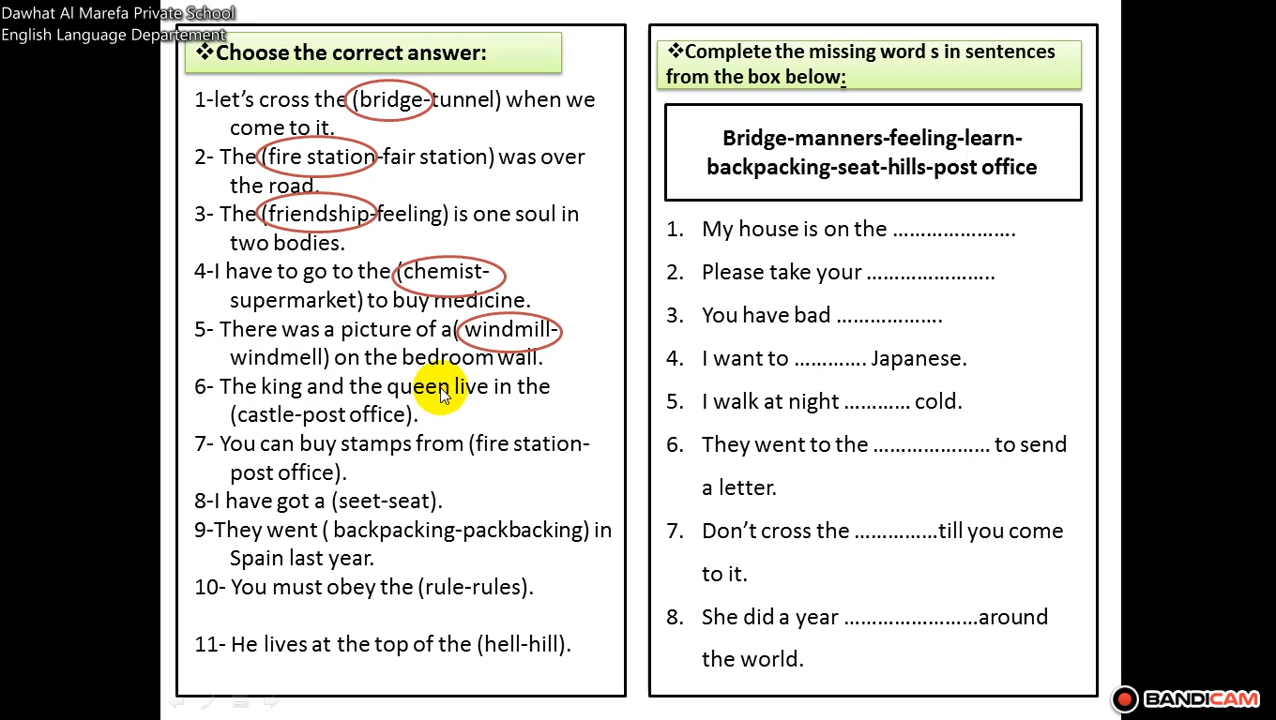 Dawhat Al Marefa Private School
English Language Departement
❖Choose the correct answer:
1-let's cross the (bridge-tunnel) when we
come to it.
2- The (fire station-fair station) was over
the road.
3- The (friendship-feeling) is one soul in
two bodies.
4-I have to go to the (chemist-
supermarket) to buy medicine.
5- There was a picture of a( windmill-
windmell) on the bedroom wall.
6- The king and the queen live in the
(castle-post office).
7- You can buy stamps from (fire station-
post office).
8-I have got a (seet-seat).
9-They went ( backpacking-packbacking) in
Spain last year.
10- You must obey the (rule-rules).
11- He lives at the top of the (hell-hill).
❖Complete the missing word s in sentences
from the box below:
Bridge-manners-feeling-learn-
backpacking-seat-hills-post office
1. My house is on the ………………….
2. Please take your …………………..
3. You have bad …………….
4. I want to …………. Japanese.
5. I walk at night ………… cold.
6. They went to the ………………… to send
a letter.
7. Don't cross the ……………till you come
to it.
8. She did a year ……………………around
the world.
BANDICAM